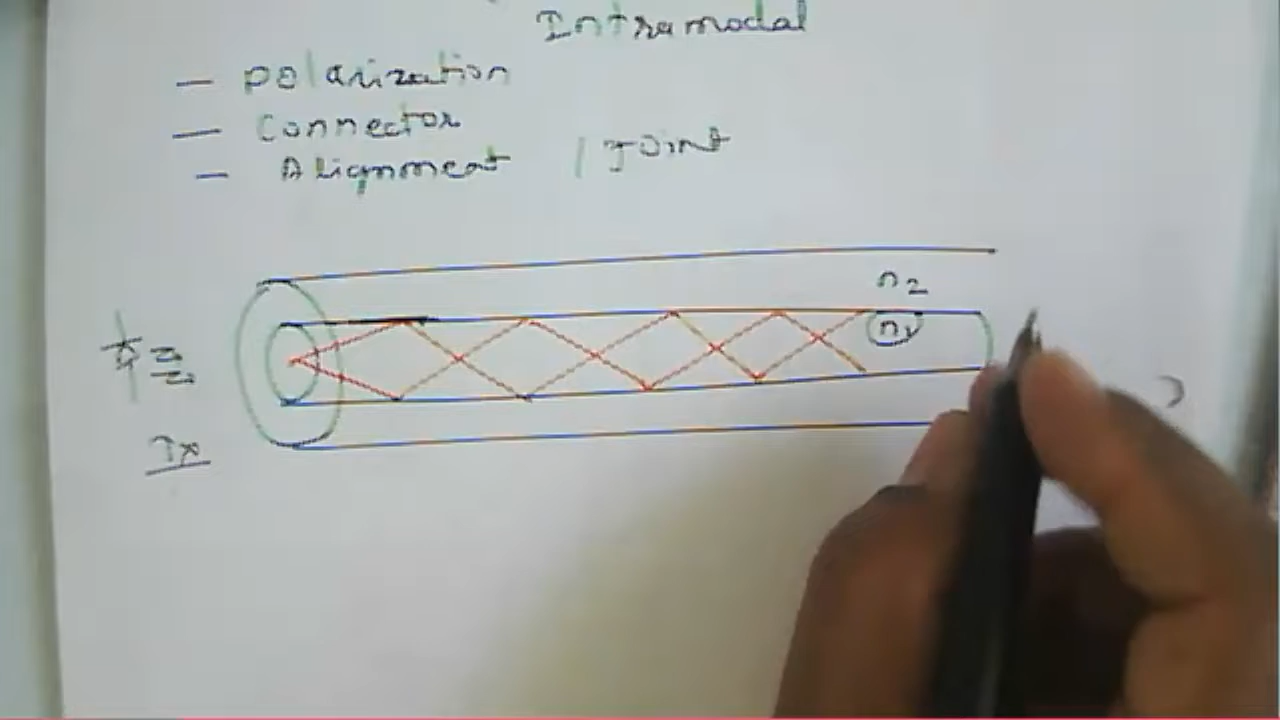 Intramodal
— Polarization
— Connector
— Alignment / Joint
n2
n1
Tx